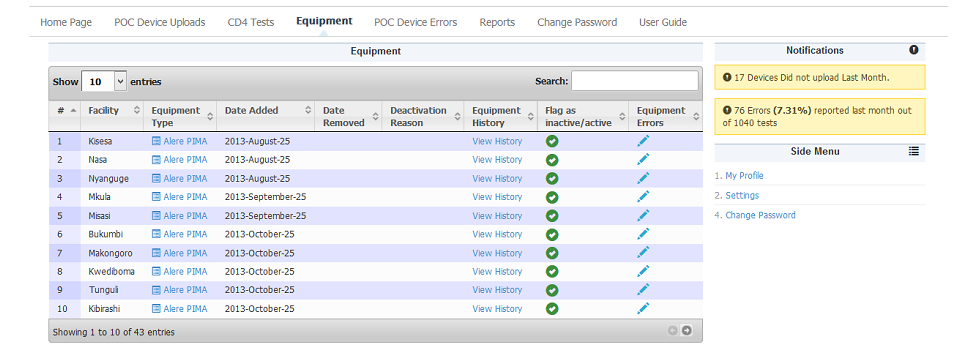 Home Page POC Device Uploads CD4 Tests Equipment POC Device Errors Reports Change Password User Guide
Equipment
Show 10 entries Search:
# Facility Equipment Type Date Added Date Removed Deactivation Reason Equipment History Flag as inactive/active Equipment Errors
1 Kisesa Alere PIMA 2013-August-25 View History
2 Nasa Alere PIMA 2013-August-25 View History
3 Nyanguge Alere PIMA 2013-August-25 View History
4 Mkula Alere PIMA 2013-September-25 View History
5 Misasi Alere PIMA 2013-September-25 View History
6 Bukumbi Alere PIMA 2013-October-25 View History
7 Makongoro Alere PIMA 2013-October-25 View History
8 Kwediboma Alere PIMA 2013-October-25 View History
9 Tunguli Alere PIMA 2013-October-25 View History
10 Kibirashi Alere PIMA 2013-October-25 View History
Showing 1 to 10 of 43 entries
Notifications
17 Devices Did not upload Last Month.
76 Errors (7.31%) reported last month out
of 1040 tests
Side Menu
1. My Profile
2. Settings
4. Change Password